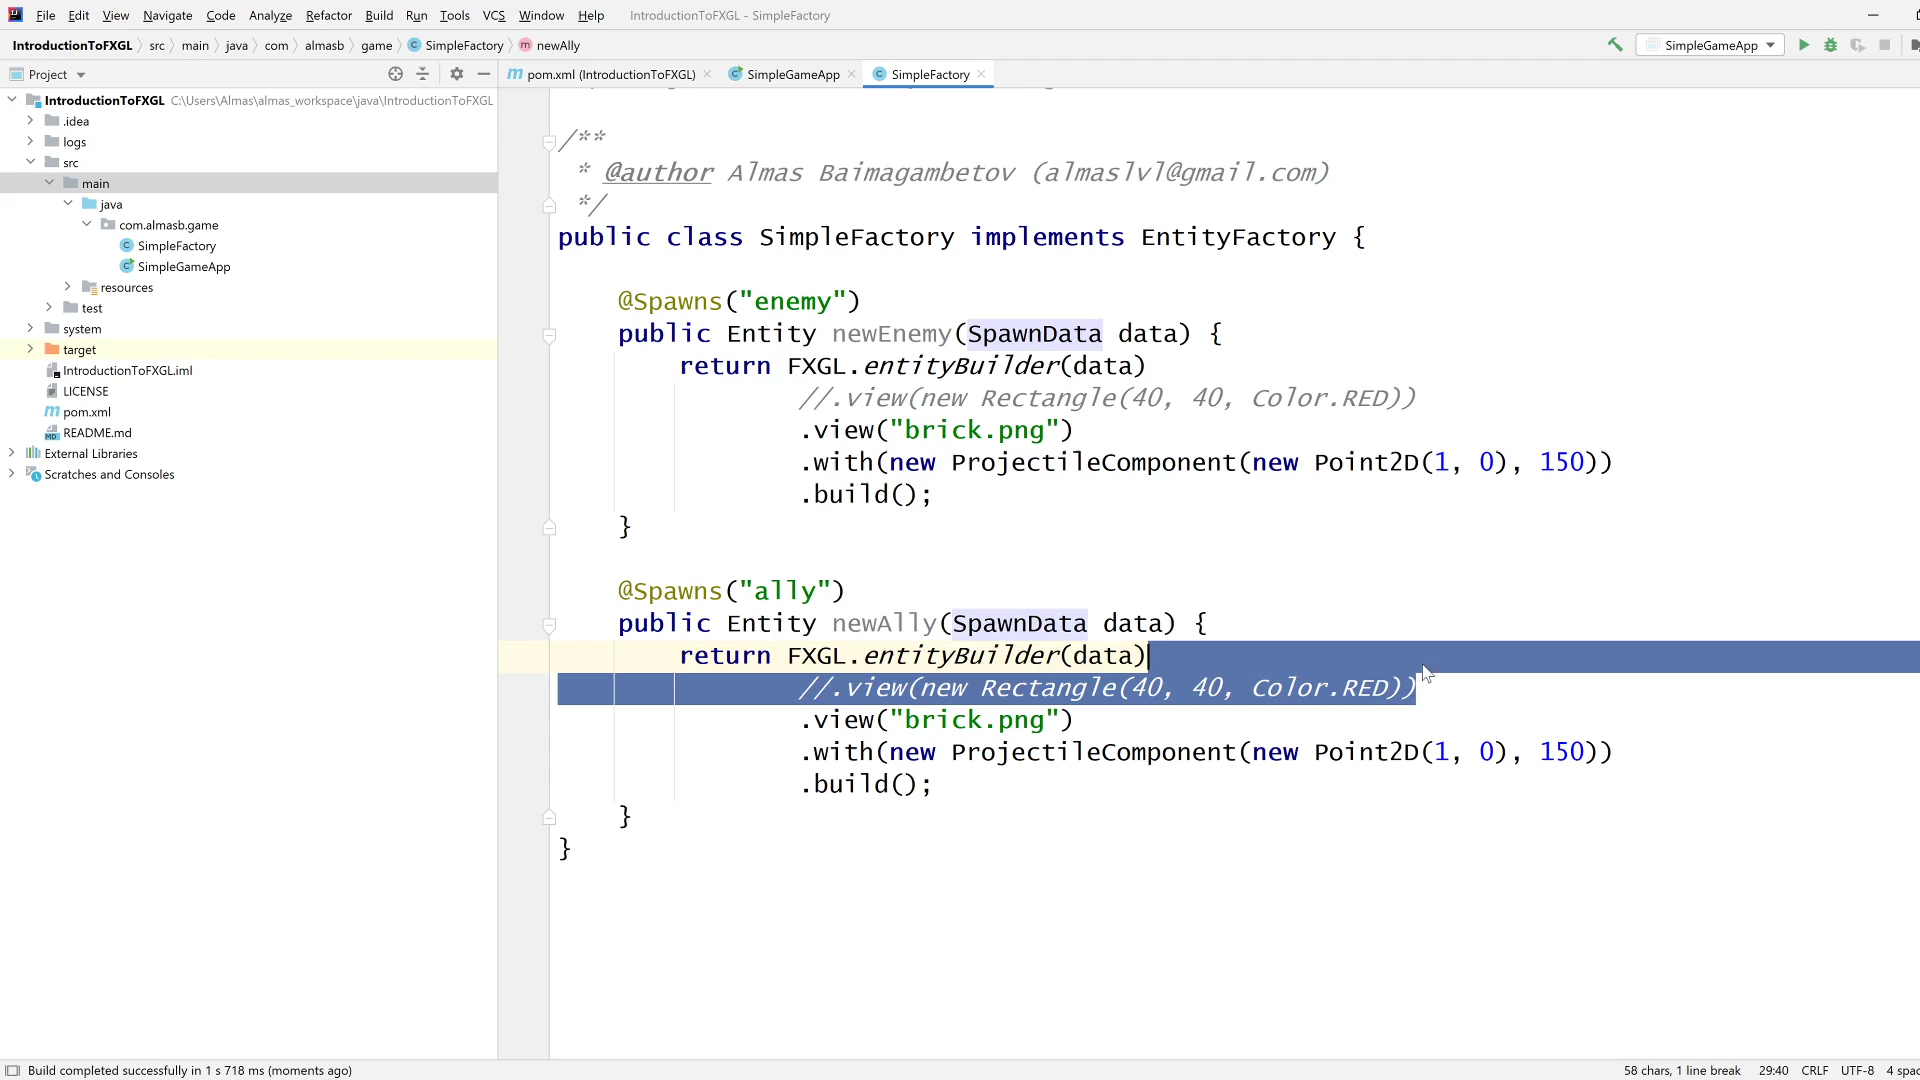 File Edit View Navigate Code Analyze Refactor Build Run Tools VCS Window Help IntroductionToFXGL - SimpleFactory
IntroductionToFXGL src main java com almasb game SimpleFactory newAlly SimpleGameApp
Project pom.xml (IntroductionToFXGL) SimpleGameApp SimpleFactory
IntroductionToFXGL C:\Users\Almas\almas_workspace\java\IntroductionToFXGL
.idea
logs
src
main
java
com.almasb.game
SimpleFactory
SimpleGameApp
resources
test
system
target
IntroductionToFXGL.iml
LICENSE
pom.xml
README.md
External Libraries
Scratches and Consoles
/**
* @author Almas Baimagambetov (almaslvl@gmail.com)
*/
public class SimpleFactory implements EntityFactory {
@Spawns("enemy")
public Entity newEnemy(SpawnData data) {
return FXGL.entityBuilder(data)
//.view(new Rectangle(40, 40, Color.RED))
.view("brick.png")
.with(new ProjectileComponent(new Point2D(1, 0), 150))
.build();
}
@Spawns("ally")
public Entity newAlly(SpawnData data) {
return FXGL.entityBuilder(data)
//.view(new Rectangle(40, 40, Color.RED))
.view("brick.png")
.with(new ProjectileComponent(new Point2D(1, 0), 150))
.build();
}
}
Build completed successfully in 1 s 718 ms (moments ago) 58 chars, 1 line break 29:40 CRLF UTF-8 4 spac